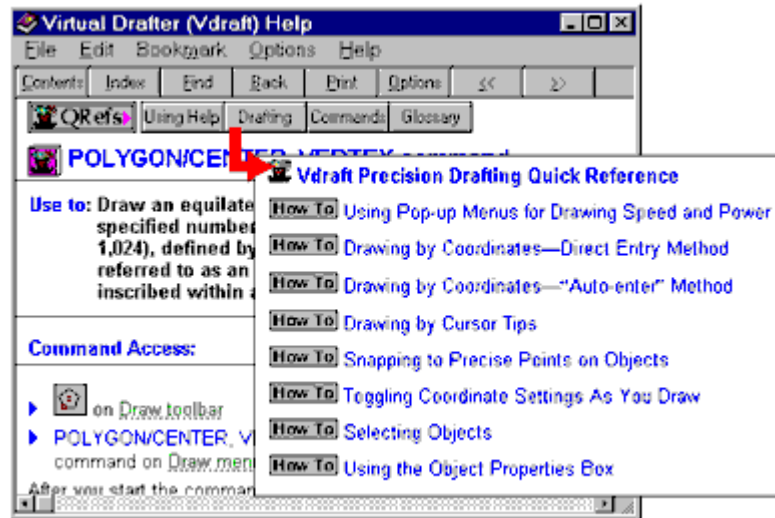 Virtual Drafter (Vdraft) Help
File Edit Bookmark Options Help
Contents Index Find Back Print Options << >>
QRefs Using Help Drafting Commands Glossary
POLYGON/CENTER, VERTEX command
Use to: Draw an equilate
specified number
1,024), defined by
referred to as an
inscribed within a
Command Access:
on Draw toolbar
POLYGON/CENTER, V
command on Draw men
After you start the comman
Vdraft Precision Drafting Quick Reference
How To Using Pop-up Menus for Drawing Speed and Power
How To Drawing by Coordinates—Direct Entry Method
How To Drawing by Coordinates—"Auto-enter" Method
How To Drawing by Cursor Tips
How To Snapping to Precise Points on Objects
How To Toggling Coordinate Settings As You Draw
How To Selecting Objects
How To Using the Object Properties Box